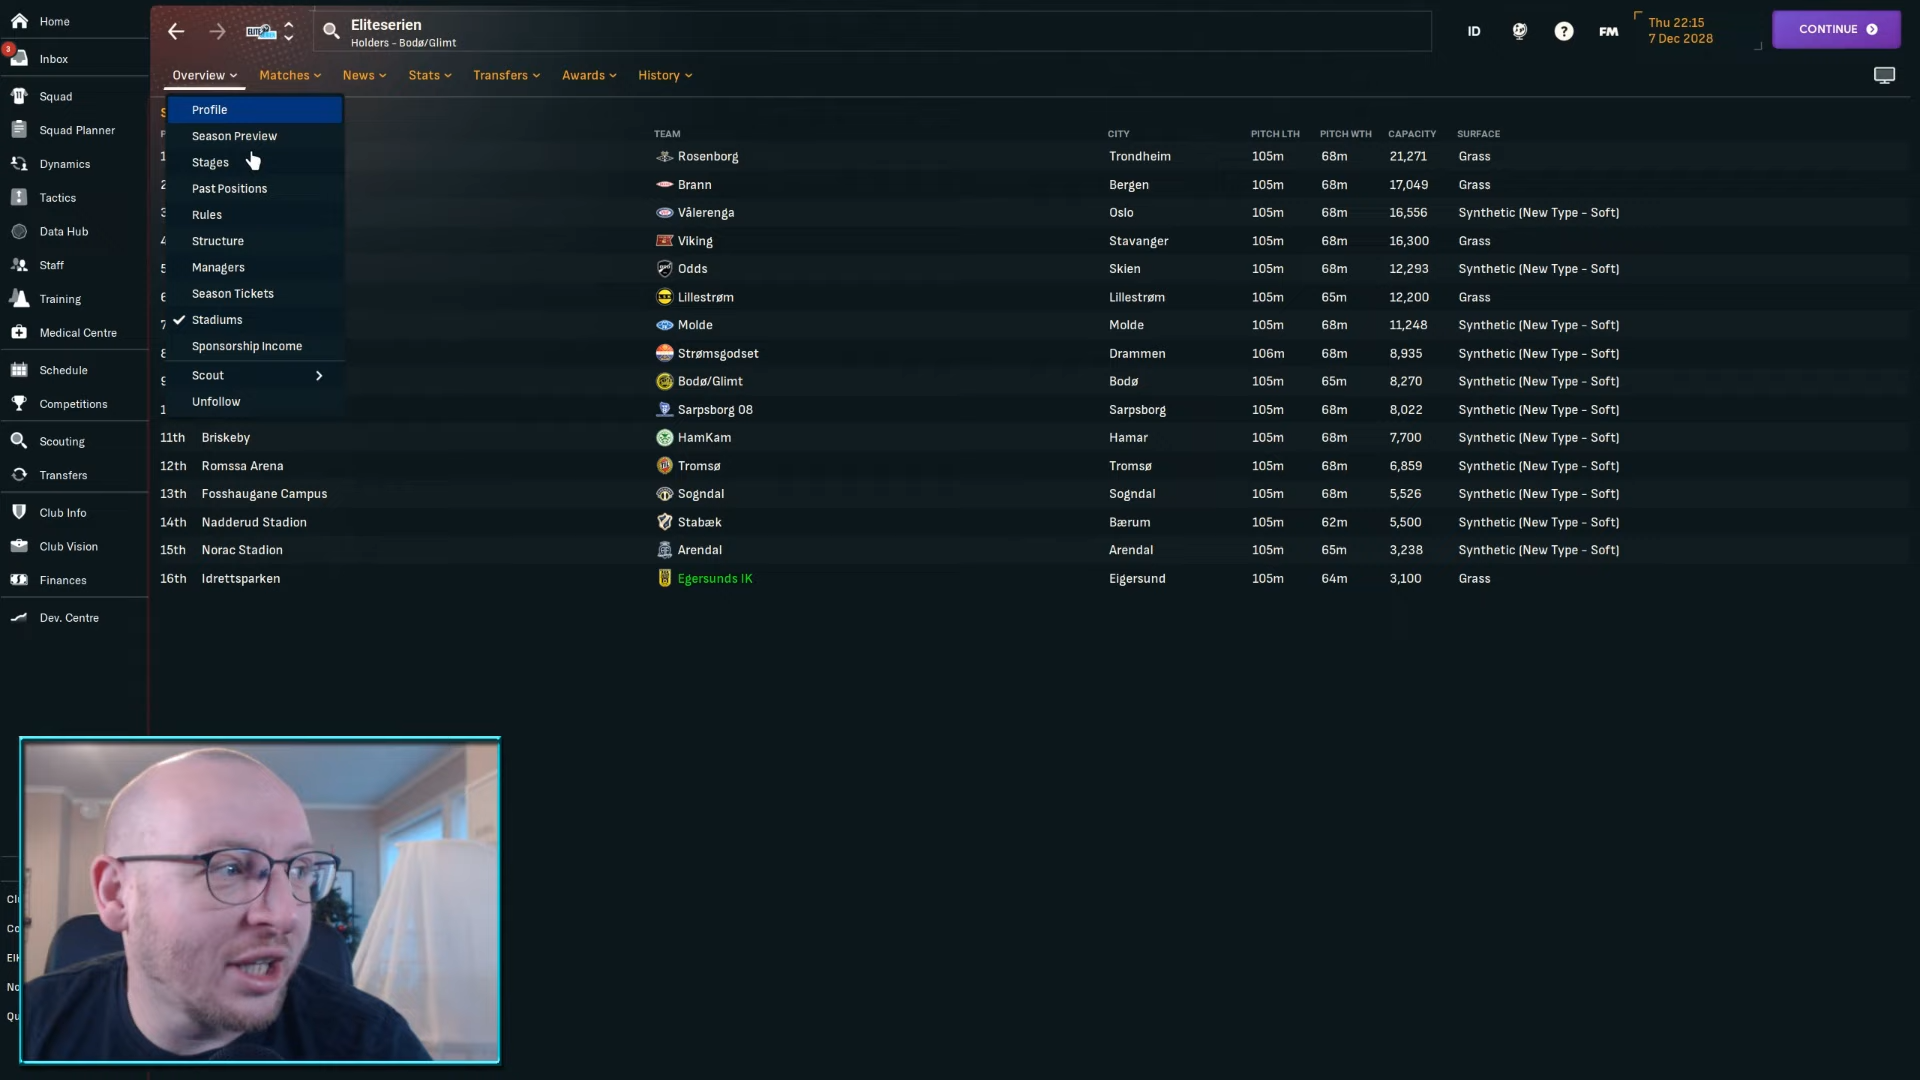 Home
3
Inbox
Squad
Squad Planner
Dynamics
Tactics
Data Hub
Staff
Training
Medical Centre
Schedule
Competitions
Scouting
Transfers
Club Info
Club Vision
Finances
Dev. Centre
Eliteserien
Holders - Bodø/Glimt
ID
?
FM
Thu 22:15
7 Dec 2028
CONTINUE
Overview Matches News Stats Transfers Awards History
Profile
Season Preview
Stages
Past Positions
Rules
Structure
Managers
Season Tickets
Stadiums
Sponsorship Income
Scout
Unfollow
TEAM CITY PITCH LTH PITCH WTH CAPACITY SURFACE
Rosenborg Trondheim 105m 68m 21,271 Grass
Brann Bergen 105m 68m 17,049 Grass
Vålerenga Oslo 105m 68m 16,556 Synthetic (New Type - Soft)
Viking Stavanger 105m 68m 16,300 Grass
Odds Skien 105m 68m 12,293 Synthetic (New Type - Soft)
Lillestrøm Lillestrøm 105m 65m 12,200 Grass
Molde Molde 105m 68m 11,248 Synthetic (New Type - Soft)
Strømsgodset Drammen 106m 68m 8,935 Synthetic (New Type - Soft)
Bodø/Glimt Bodø 105m 65m 8,270 Synthetic (New Type - Soft)
Sarpsborg 08 Sarpsborg 105m 68m 8,022 Synthetic (New Type - Soft)
11th Briskeby HamKam Hamar 105m 68m 7,700 Synthetic (New Type - Soft)
12th Romssa Arena Tromsø Tromsø 105m 68m 6,859 Synthetic (New Type - Soft)
13th Fosshaugane Campus Sogndal Sogndal 105m 68m 5,526 Synthetic (New Type - Soft)
14th Nadderud Stadion Stabæk Bærum 105m 62m 5,500 Synthetic (New Type - Soft)
15th Norac Stadion Arendal Arendal 105m 65m 3,238 Synthetic (New Type - Soft)
16th Idrettsparken Egersunds IK Eigersund 105m 64m 3,100 Grass